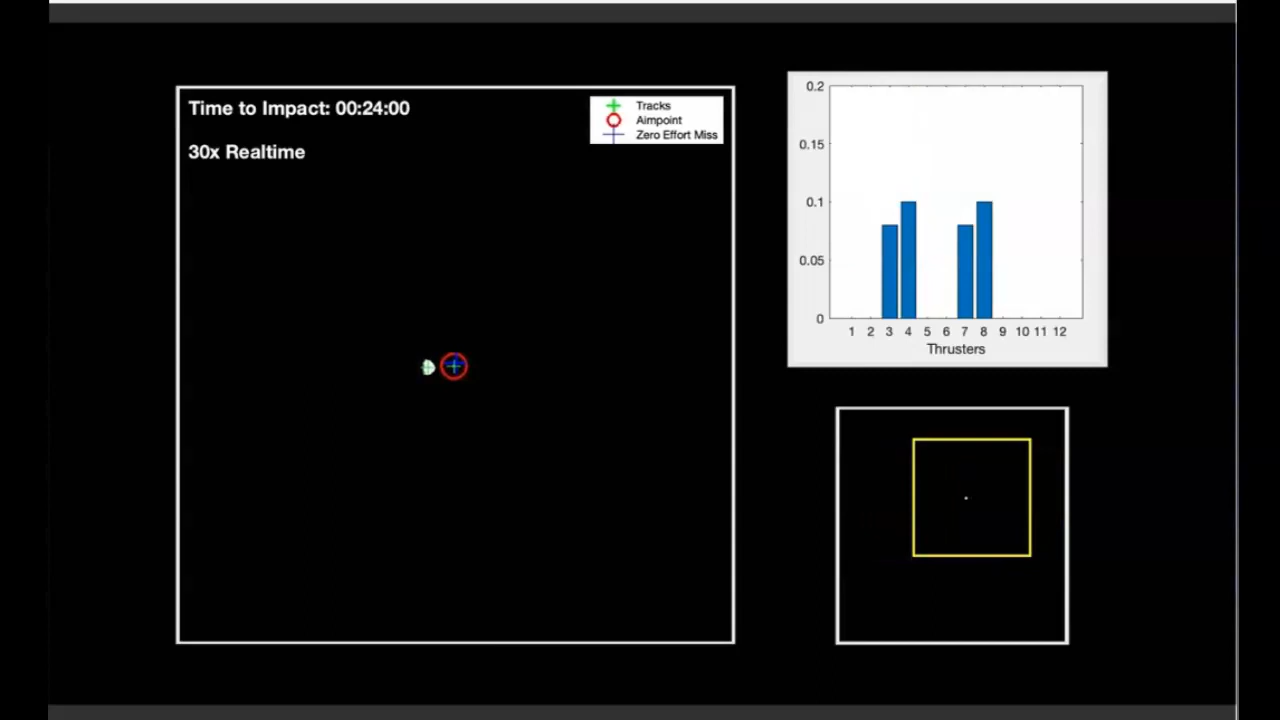 Time to Impact: 00:24:00
30x Realtime
Tracks
Aimpoint
Zero Effort Miss
0.2
0.15
0.1
0.05
0
1 2 3 4 5 6 7 8 9 10 11 12
Thrusters